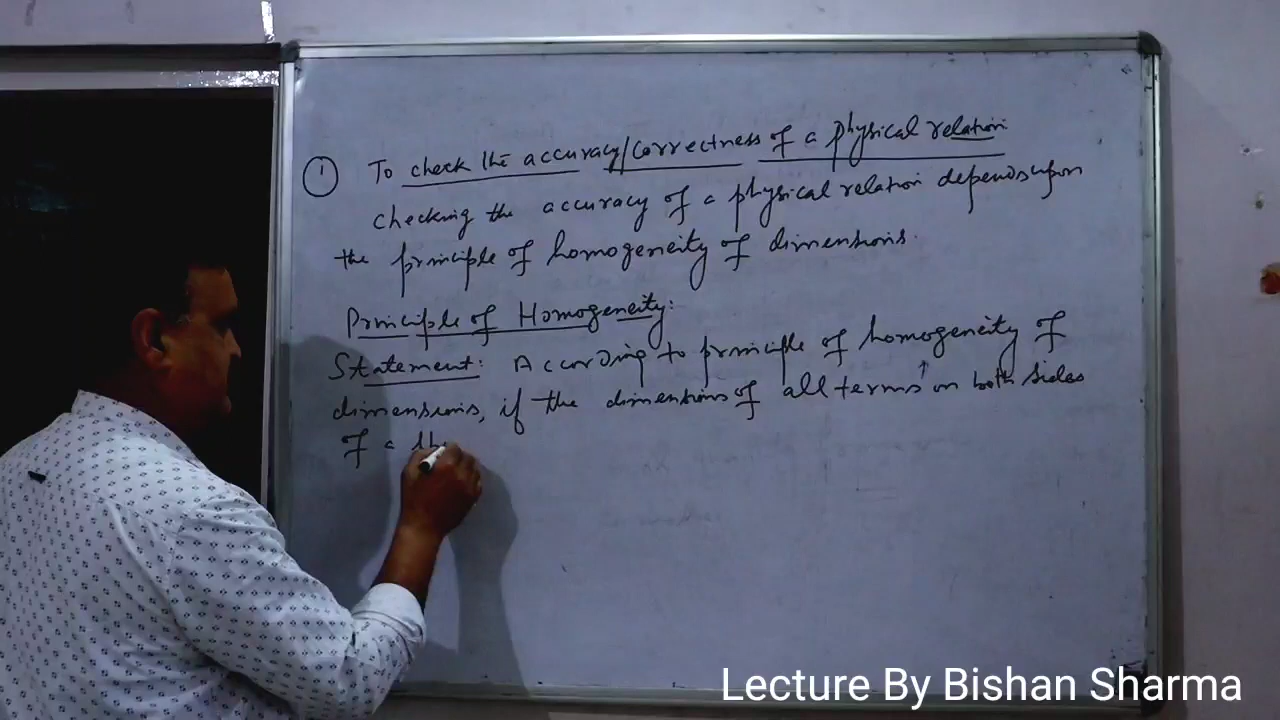 1 To check the accuracy/correctness of a physical relation
checking the accuracy of a physical relation depends upon
the principle of homogeneity of dimensions.
Principle of Homogeneity:
Statement: According to principle of homogeneity of
dimensions, if the dimensions of all terms on both sides
of a
Lecture By Bishan Sharma